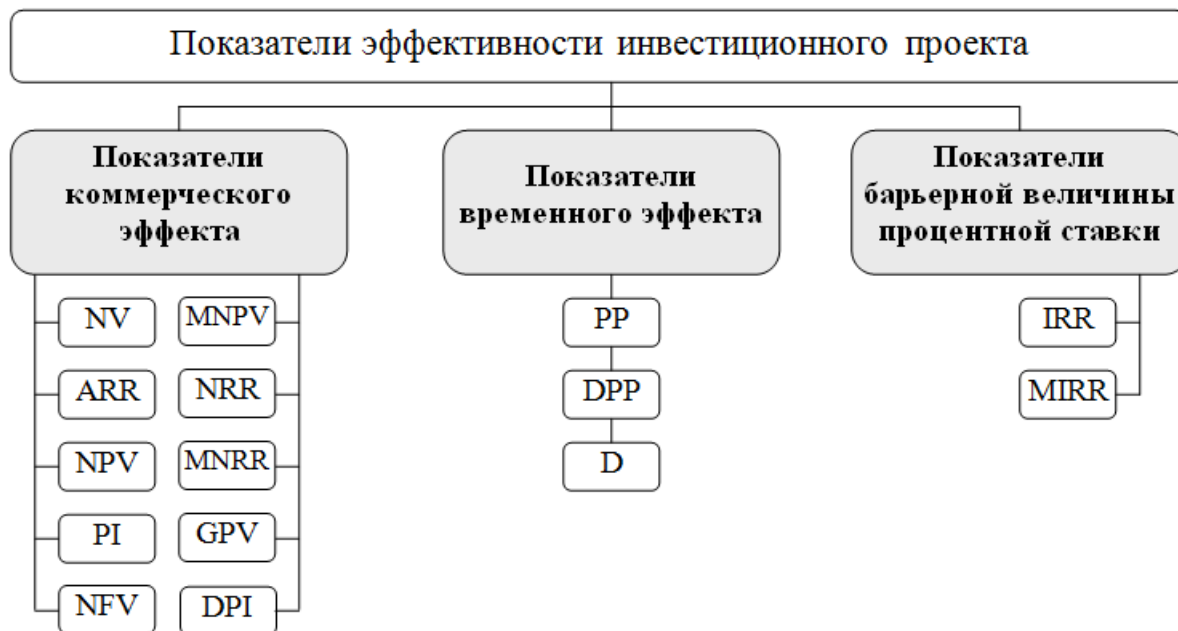 Показатели эффективности инвестиционного проекта
Показатели
коммерческого
эффекта
Показатели
временного эффекта
Показатели
барьерной величины
процентной ставки
NV
MNPV
ARR
NRR
NPV
MNRR
PI
GPV
NFV
DPI
PP
DPP
D
IRR
MIRR